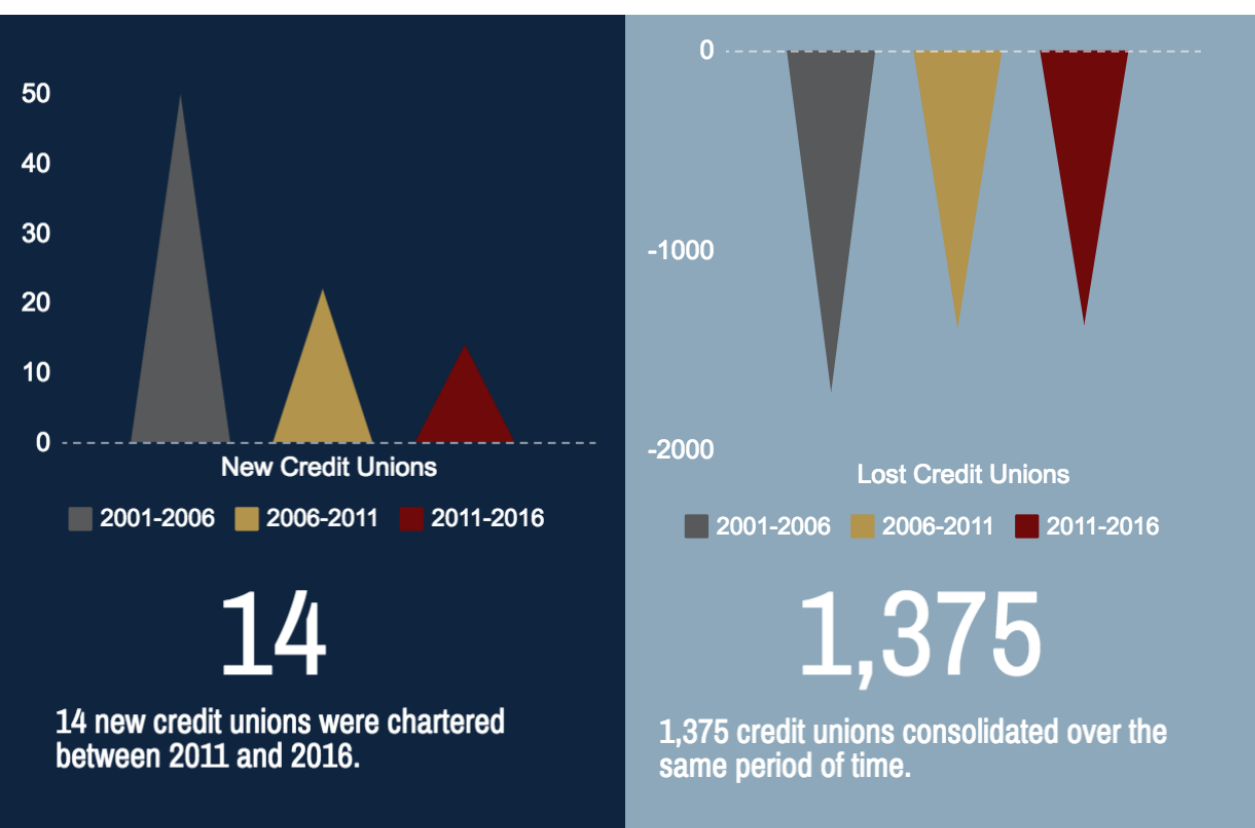 50
40
30
20
10
0
New Credit Unions
2001-2006 2006-2011 2011-2016
14
14 new credit unions were chartered
between 2011 and 2016.
0
-1000
-2000
Lost Credit Unions
2001-2006 2006-2011 2011-2016
1,375
1,375 credit unions consolidated over the
same period of time.